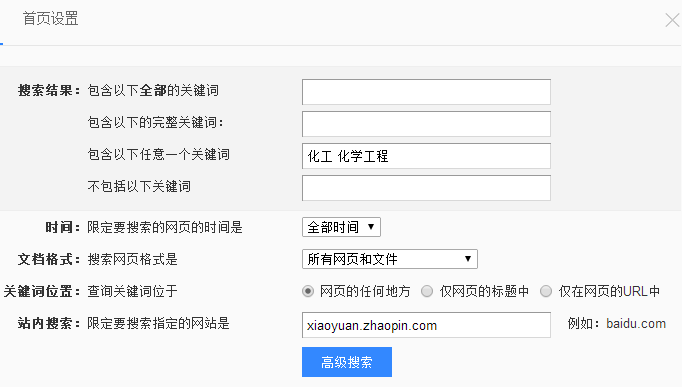 首页设置
搜索结果：包含以下全部的关键词
包含以下的完整关键词：
包含以下任意一个关键词 化工 化学工程
不包括以下关键词
时间：限定要搜索的网页的时间是 全部时间
文档格式：搜索网页格式是 所有网页和文件
关键词位置：查询关键词位于 网页的任何地方 仅网页的标题中 仅在网页的URL中
站内搜索：限定要搜索指定的网站是 xiaoyuan.zhaopin.com 例如：baidu.com
高级搜索